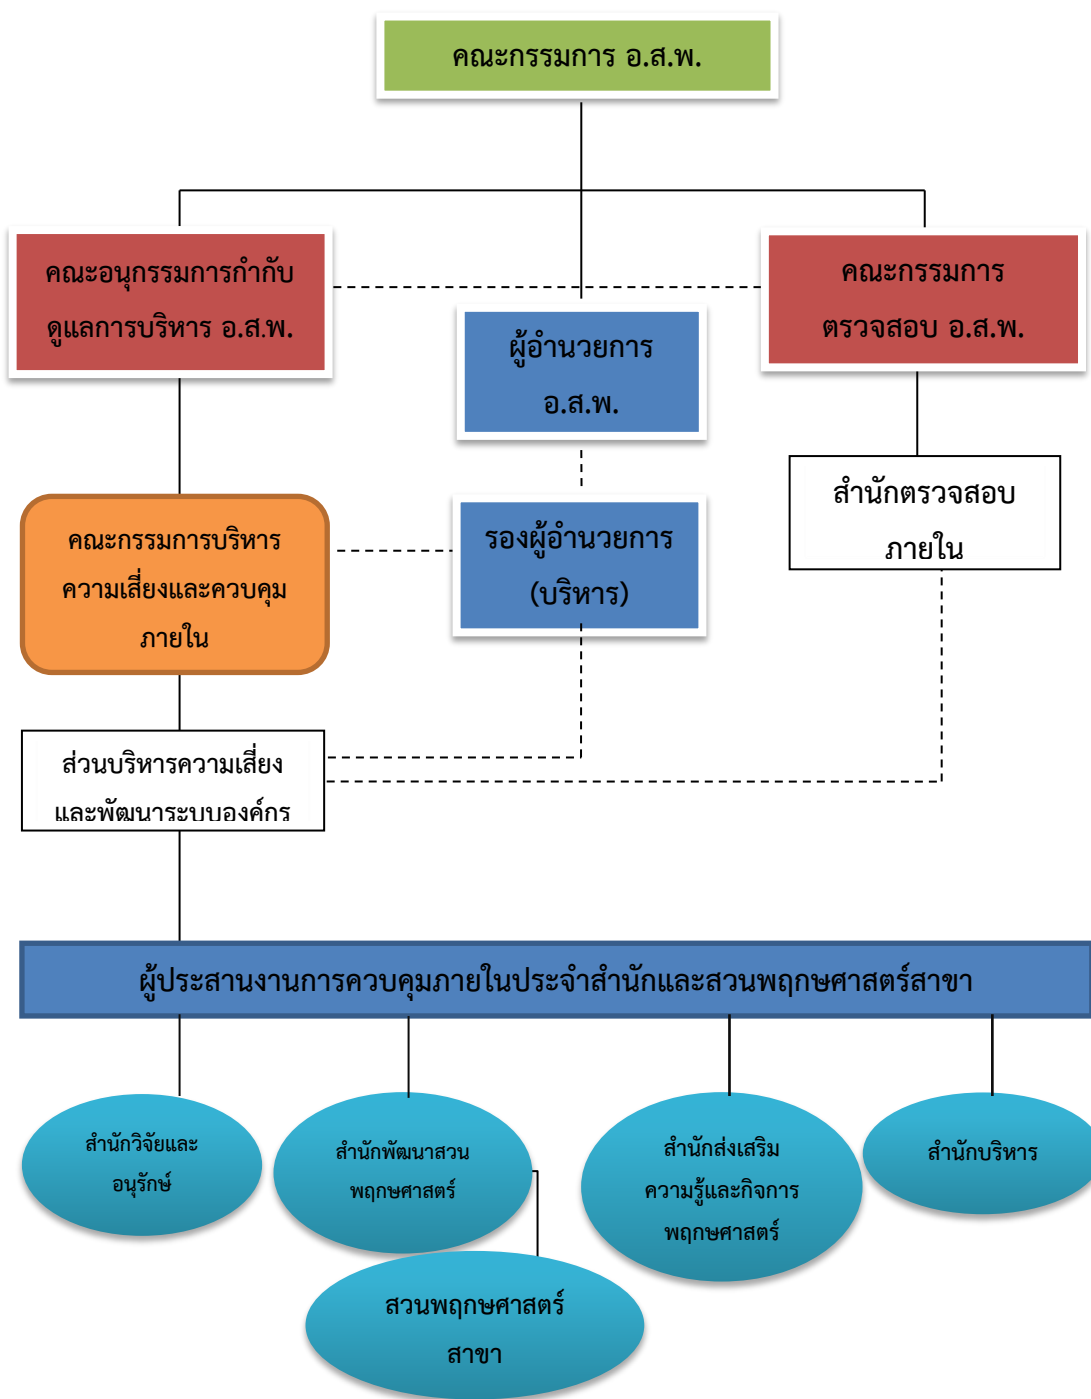 คณะกรรมการ อ.ส.พ.
คณะอนุกรรมการกำกับ
ดูแลการบริหาร อ.ส.พ.
คณะกรรมการ
ตรวจสอบ อ.ส.พ.
ผู้อำนวยการ
อ.ส.พ.
สำนักตรวจสอบ
ภายใน
คณะกรรมการบริหาร
ความเสี่ยงและควบคุม
ภายใน
รองผู้อำนวยการ
(บริหาร)
ส่วนบริหารความเสี่ยง
และพัฒนาระบบองค์กร
ผู้ประสานงานการควบคุมภายในประจำสำนักและสวนพฤกษศาสตร์สาขา
สำนักวิจัยและ
อนุรักษ์
สำนักพัฒนาสวน
พฤกษศาสตร์
สำนักส่งเสริม
ความรู้และกิจการ
พฤกษศาสตร์
สำนักบริหาร
สวนพฤกษศาสตร์
สาขา